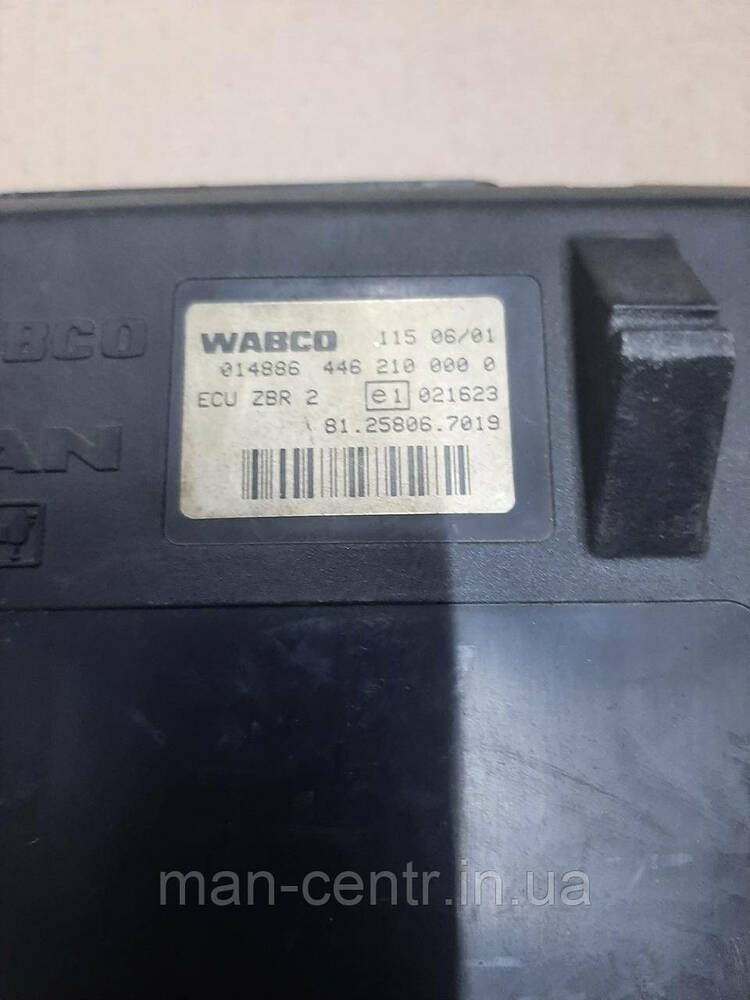 WABCO 115 06/01
014886 446 210 000 0
ECU ZBR 2 e1 021623
81.25806.7019
man-centr.in.ua